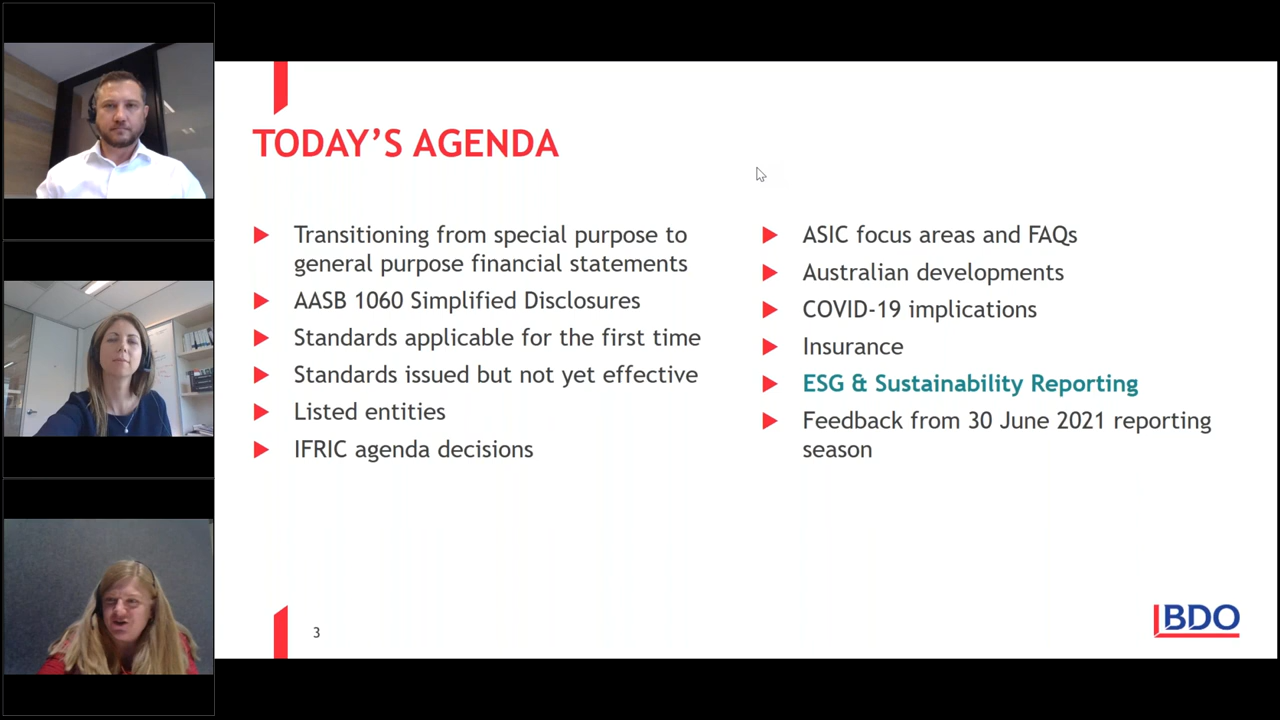 TODAY'S AGENDA
Transitioning from special purpose to
general purpose financial statements
AASB 1060 Simplified Disclosures
Standards applicable for the first time
Standards issued but not yet effective
Listed entities
IFRIC agenda decisions
ASIC focus areas and FAQs
Australian developments
COVID-19 implications
Insurance
ESG & Sustainability Reporting
Feedback from 30 June 2021 reporting
season
3
BDO